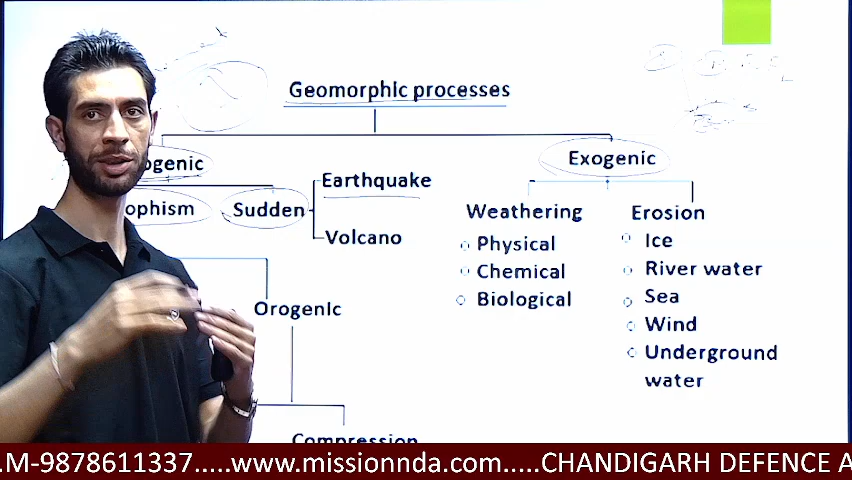 Geomorphic processes
ogenic
Exogenic
ophism
Sudden
Earthquake
Volcano
Orogenic
Compression
Weathering
Physical
Chemical
Biological
Erosion
Ice
River water
Sea
Wind
Underground
water
.M-9878611337.....www.missionnda.com.....CHANDIGARH DEFENCE A